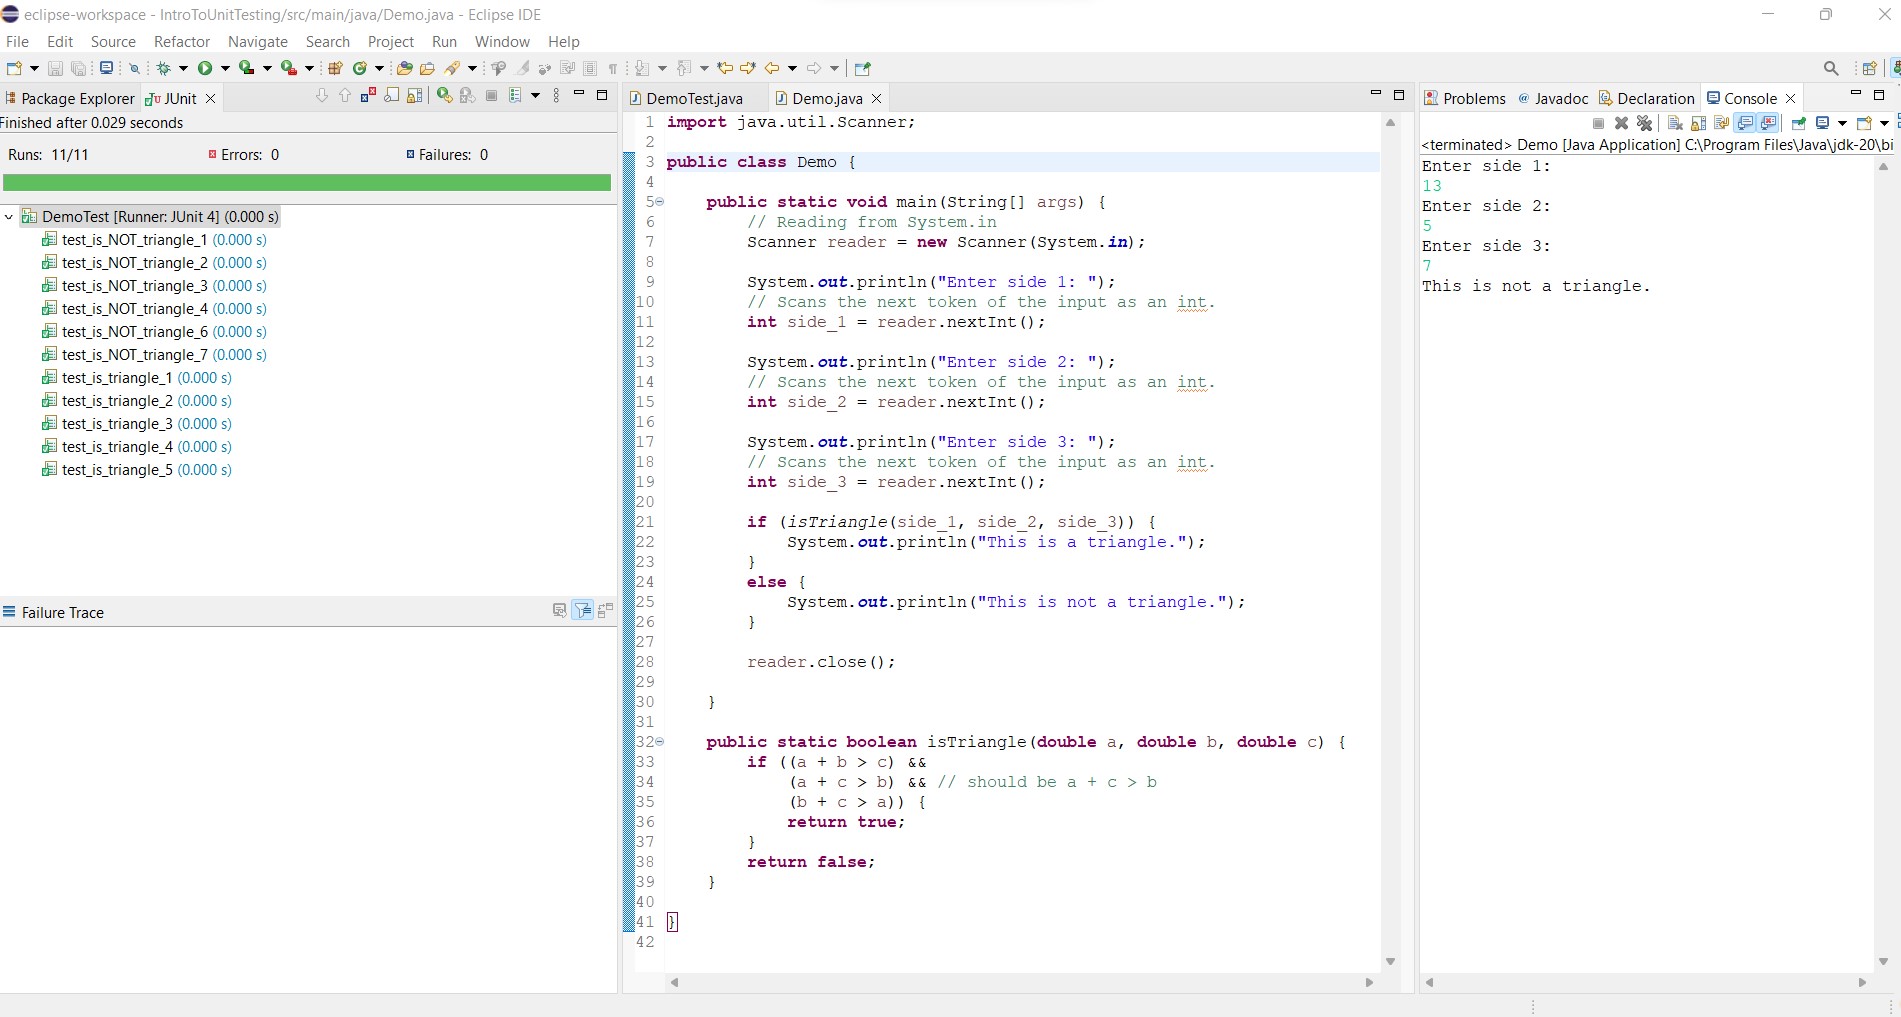 eclipse-workspace - IntroToUnitTesting/src/main/java/Demo.java - Eclipse IDE
File Edit Source Refactor Navigate Search Project Run Window Help
Package Explorer JUnit
Finished after 0.029 seconds
Runs: 11/11 Errors: 0 Failures: 0
DemoTest [Runner: JUnit 4] (0.000 s)
test_is_NOT_triangle_1 (0.000 s)
test_is_NOT_triangle_2 (0.000 s)
test_is_NOT_triangle_3 (0.000 s)
test_is_NOT_triangle_4 (0.000 s)
test_is_NOT_triangle_6 (0.000 s)
test_is_NOT_triangle_7 (0.000 s)
test_is_triangle_1 (0.000 s)
test_is_triangle_2 (0.000 s)
test_is_triangle_3 (0.000 s)
test_is_triangle_4 (0.000 s)
test_is_triangle_5 (0.000 s)
Failure Trace
DemoTest.java Demo.java
1 import java.util.Scanner;
2
3 public class Demo {
4
5 public static void main(String[] args) {
6 // Reading from System.in
7 Scanner reader = new Scanner(System.in);
8
9 System.out.println("Enter side 1: ");
10 // Scans the next token of the input as an int.
11 int side_1 = reader.nextInt();
12
13 System.out.println("Enter side 2: ");
14 // Scans the next token of the input as an int.
15 int side_2 = reader.nextInt();
16
17 System.out.println("Enter side 3: ");
18 // Scans the next token of the input as an int.
19 int side_3 = reader.nextInt();
20
21 if (isTriangle(side_1, side_2, side_3)) {
22 System.out.println("This is a triangle.");
23 }
24 else {
25 System.out.println("This is not a triangle.");
26 }
27
28 reader.close();
29
30 }
31
32 public static boolean isTriangle(double a, double b, double c) {
33 if ((a + b > c) &&
34 (a + c > b) && // should be a + c > b
35 (b + c > a)) {
36 return true;
37 }
38 return false;
39 }
40
41 }
42
Problems Javadoc Declaration Console
<terminated> Demo [Java Application] C:\Program Files\Java\jdk-20\bi
Enter side 1:
13
Enter side 2:
5
Enter side 3:
7
This is not a triangle.